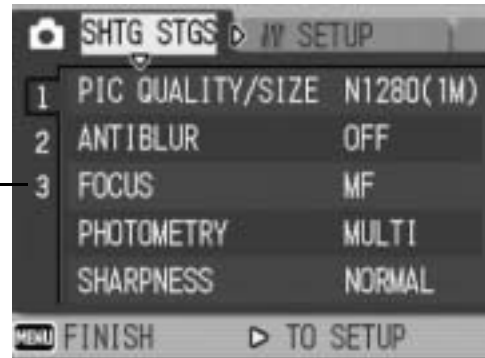 SHTG STGS SETUP
1 PIC QUALITY/SIZE N1280(1M)
2 ANTIBLUR OFF
3 FOCUS MF
PHOTOMETRY MULTI
SHARPNESS NORMAL
MENU FINISH TO SETUP